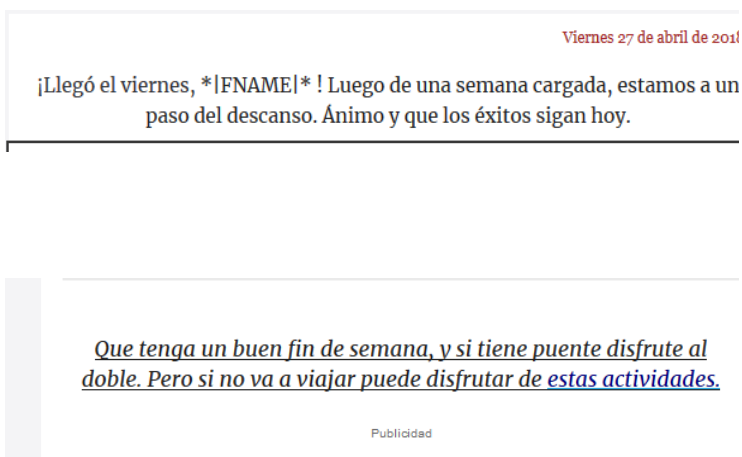 Viernes 27 de abril de 2018
¡Llegó el viernes, *|FNAME|* ! Luego de una semana cargada, estamos a un
paso del descanso. Ánimo y que los éxitos sigan hoy.
Que tenga un buen fin de semana, y si tiene puente disfrute al
doble. Pero si no va a viajar puede disfrutar de estas actividades.
Publicidad